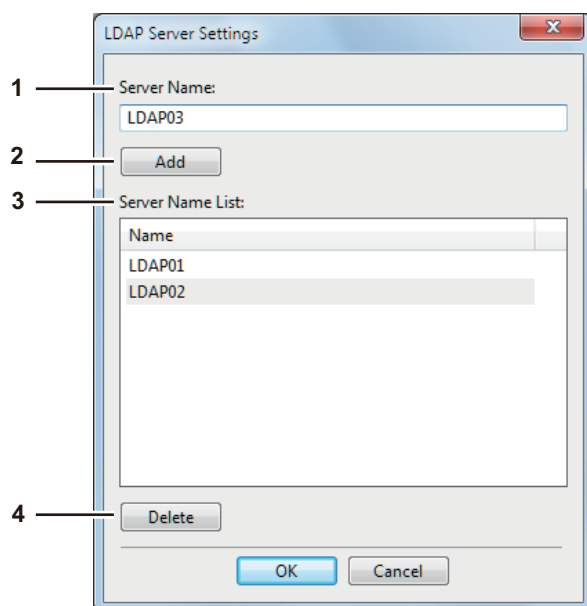 LDAP Server Settings
1 Server Name:
LDAP03
2 Add
3 Server Name List:
Name
LDAP01
LDAP02
4 Delete
OK Cancel